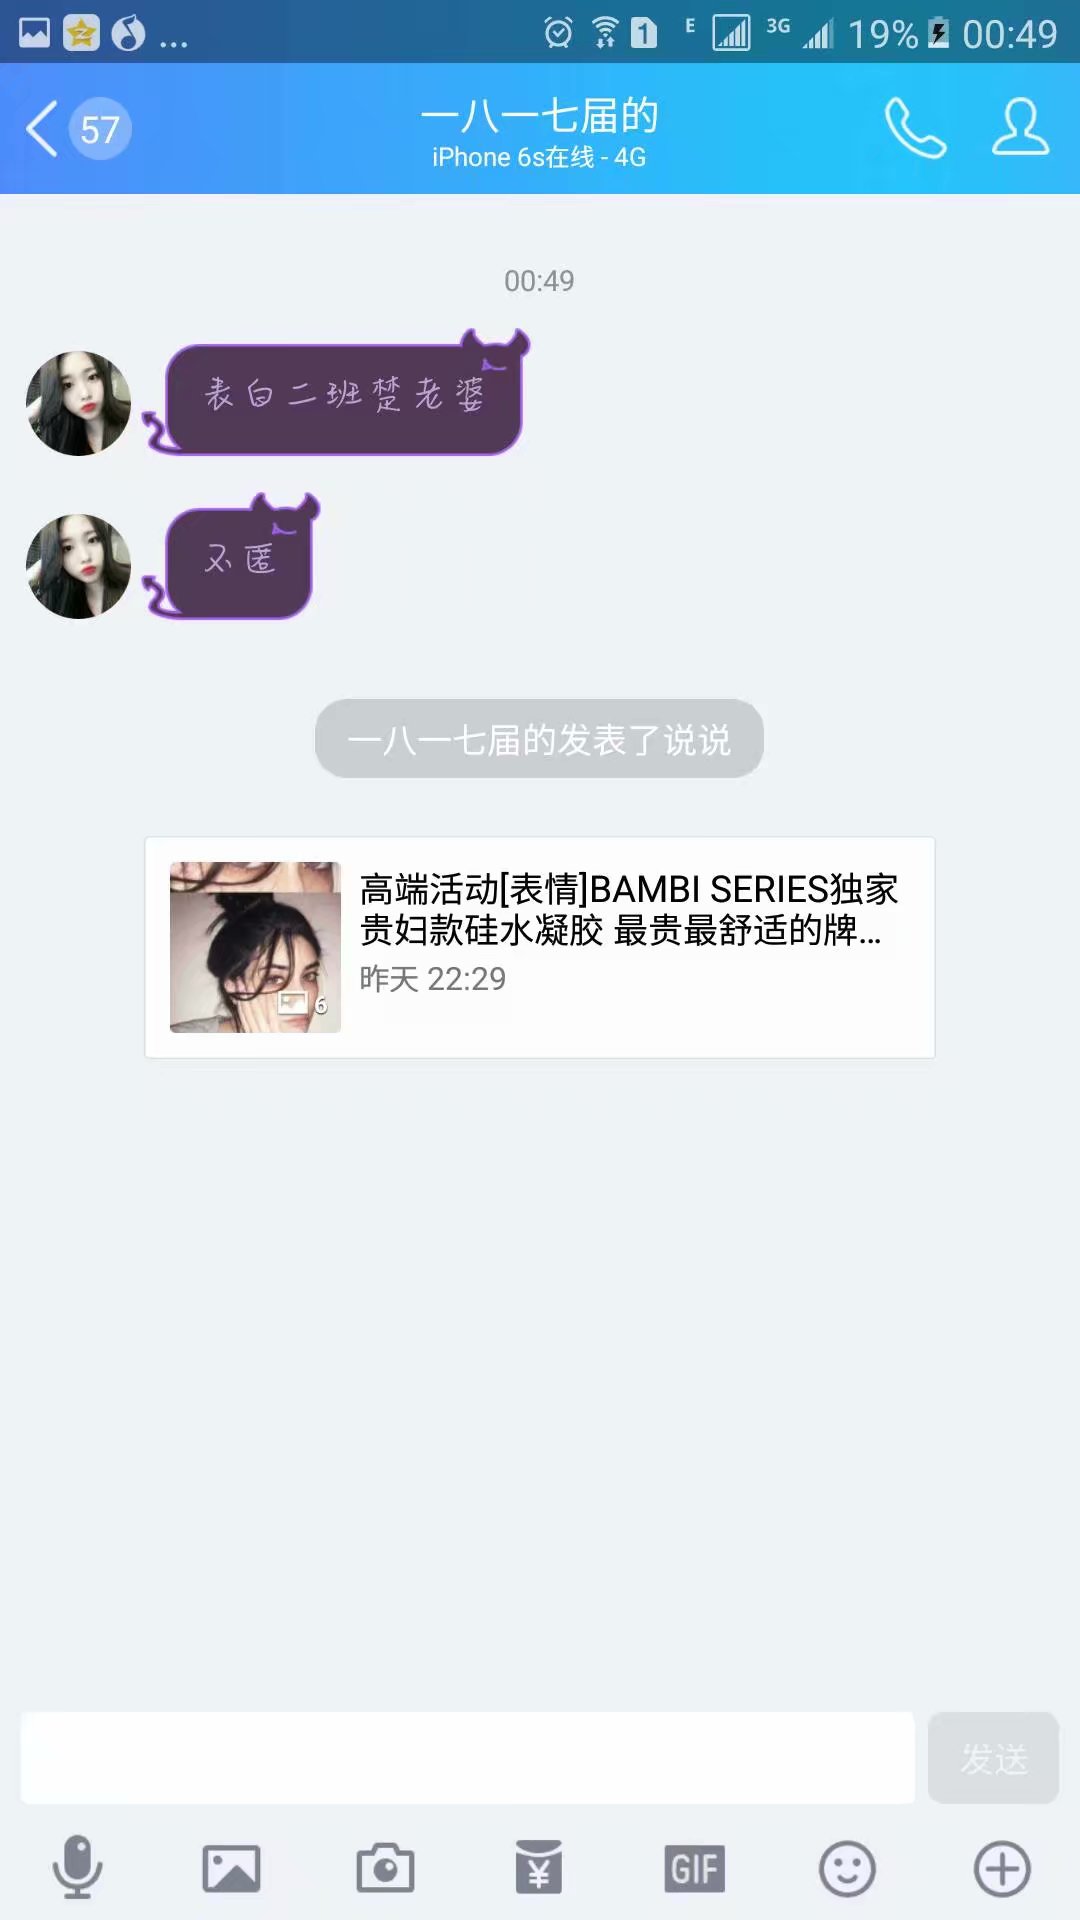 ... 1 E 3G 19% 00:49
57
一八一七届的
iPhone 6s在线 - 4G
00:49
表白二班楚老婆
不匿
一八一七届的发表了说说
高端活动[表情]BAMBI SERIES独家
贵妇款硅水凝胶 最贵最舒适的牌...
昨天 22:29
6
发送
¥
GIF